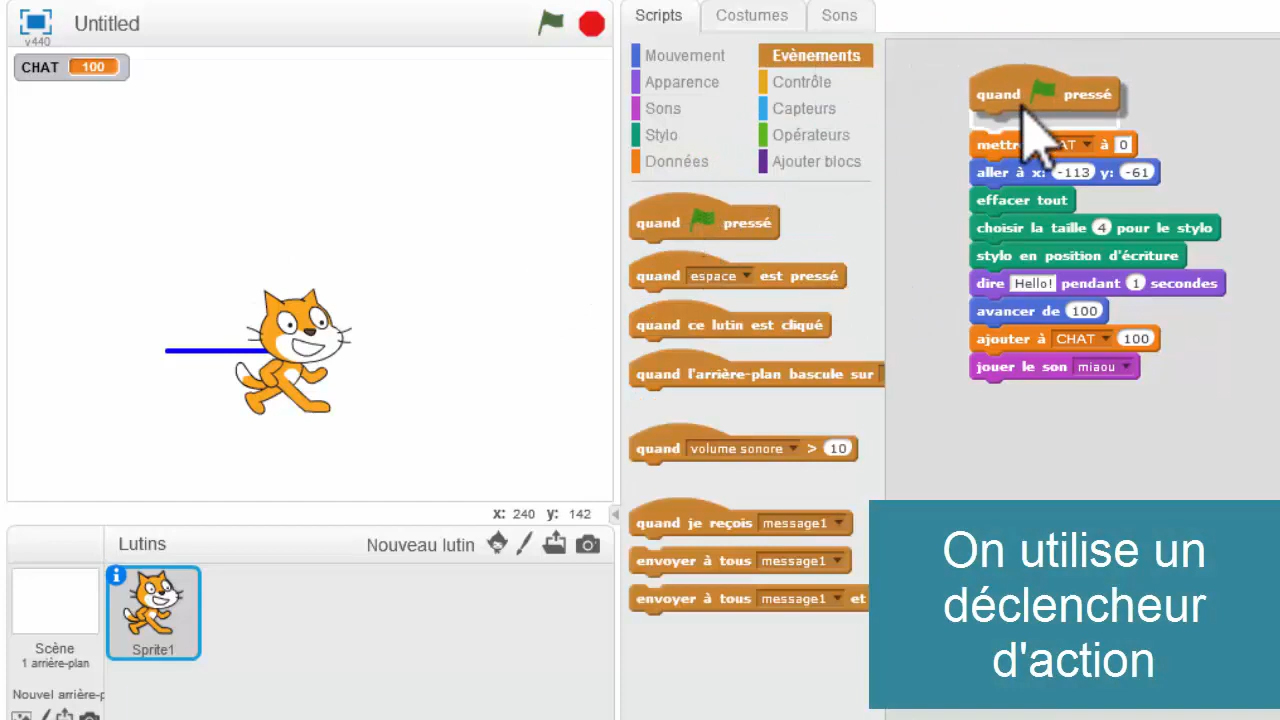 Untitled
v440
CHAT 100
Scripts Costumes Sons
Mouvement Evènements
Apparence Contrôle
Sons Capteurs
Stylo Opérateurs
Données Ajouter blocs
quand pressé
quand espace est pressé
quand ce lutin est cliqué
quand l'arrière-plan bascule sur
quand volume sonore > 10
quand je reçois message1
envoyer à tous message1
envoyer à tous message1 et
quand pressé
à 0
aller à x: -113 y: -61
effacer tout
choisir la taille 4 pour le stylo
stylo en position d'écriture
dire Hello! pendant 1 secondes
avancer de 100
ajouter à CHAT 100
jouer le son miaou
x: 240 y: 142
Lutins Nouveau lutin
Scène
1 arrière-plan
Sprite1
On utilise un
déclencheur
d'action